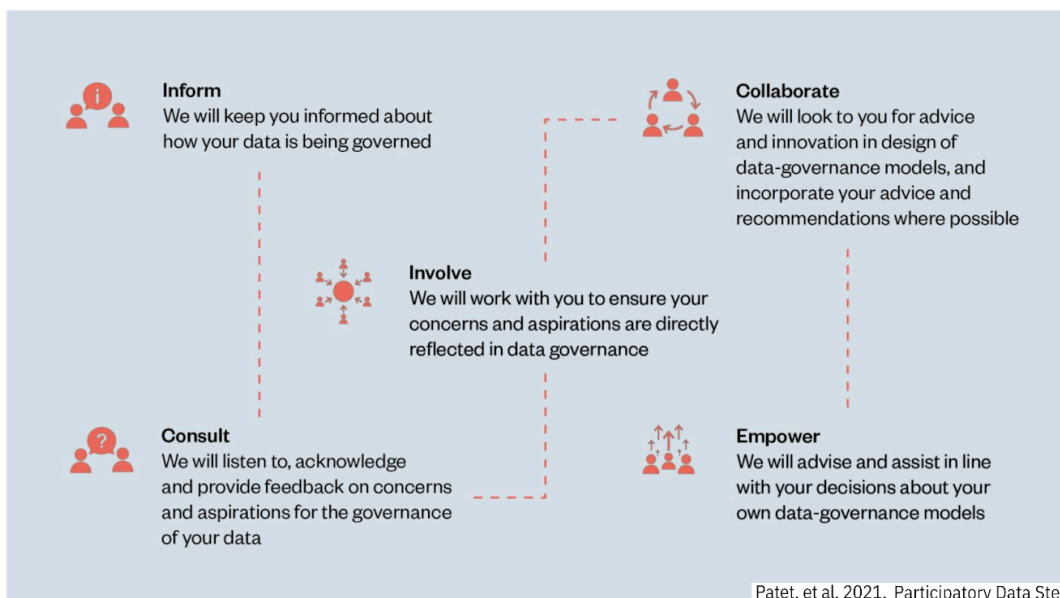 Inform
We will keep you informed about
how your data is being governed
Consult
We will listen to, acknowledge
and provide feedback on concerns
and aspirations for the governance
of your data
Involve
We will work with you to ensure your
concerns and aspirations are directly
reflected in data governance
Collaborate
We will look to you for advice
and innovation in design of
data-governance models, and
incorporate your advice and
recommendations where possible
Empower
We will advise and assist in line
with your decisions about your
own data-governance models
i
?
Patet, et al. 2021. Participatory Data Ste